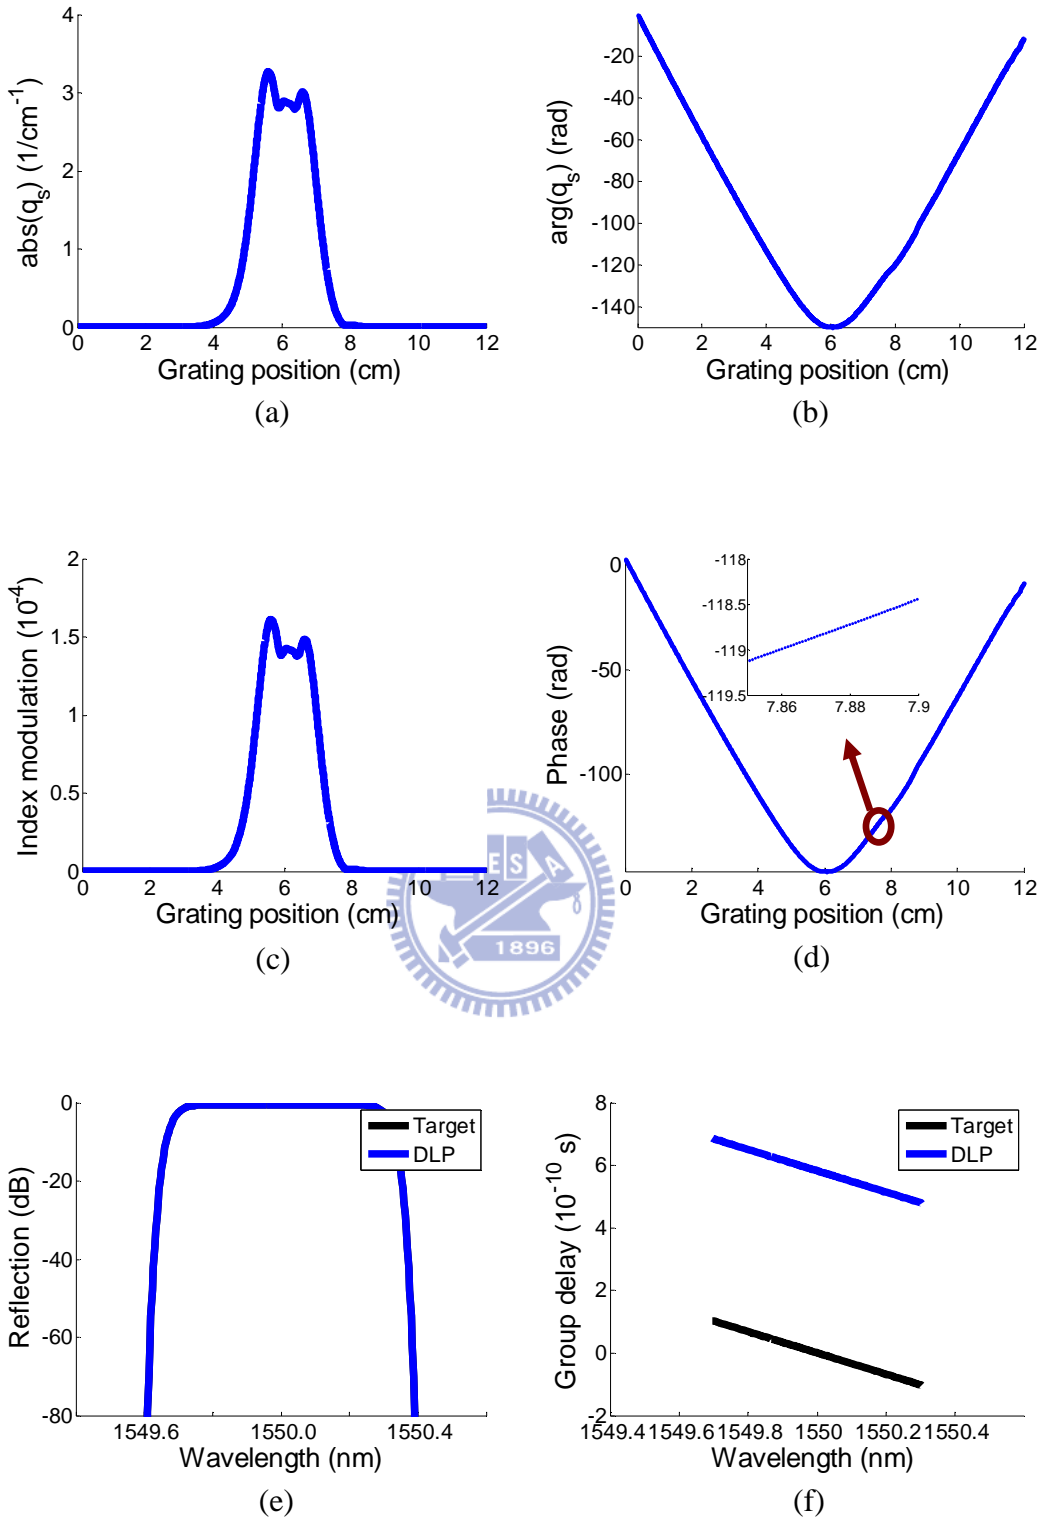 4
3
2
1
0
abs(q_s) (1/cm^-1)
0 2 4 6 8 10 12
Grating position (cm)
(a)
-20
-40
-60
-80
-100
-120
-140
arg(q_s) (rad)
0 2 4 6 8 10 12
Grating position (cm)
(b)
2
1.5
1
0.5
0
Index modulation (10^-4)
0 2 4 6 8 10 12
Grating position (cm)
(c)
0
-50
-100
Phase (rad)
-118
-118.5
-119
-119.5
7.86 7.88 7.9
0 2 4 6 8 10 12
Grating position (cm)
(d)
E S A
1896
0
-20
-40
-60
-80
Reflection (dB)
Target
DLP
1549.6 1550.0 1550.4
Wavelength (nm)
(e)
8
6
4
2
0
-2
Group delay (10^-10 s)
Target
DLP
1549.4 1549.6 1549.8 1550 1550.2 1550.4
Wavelength (nm)
(f)